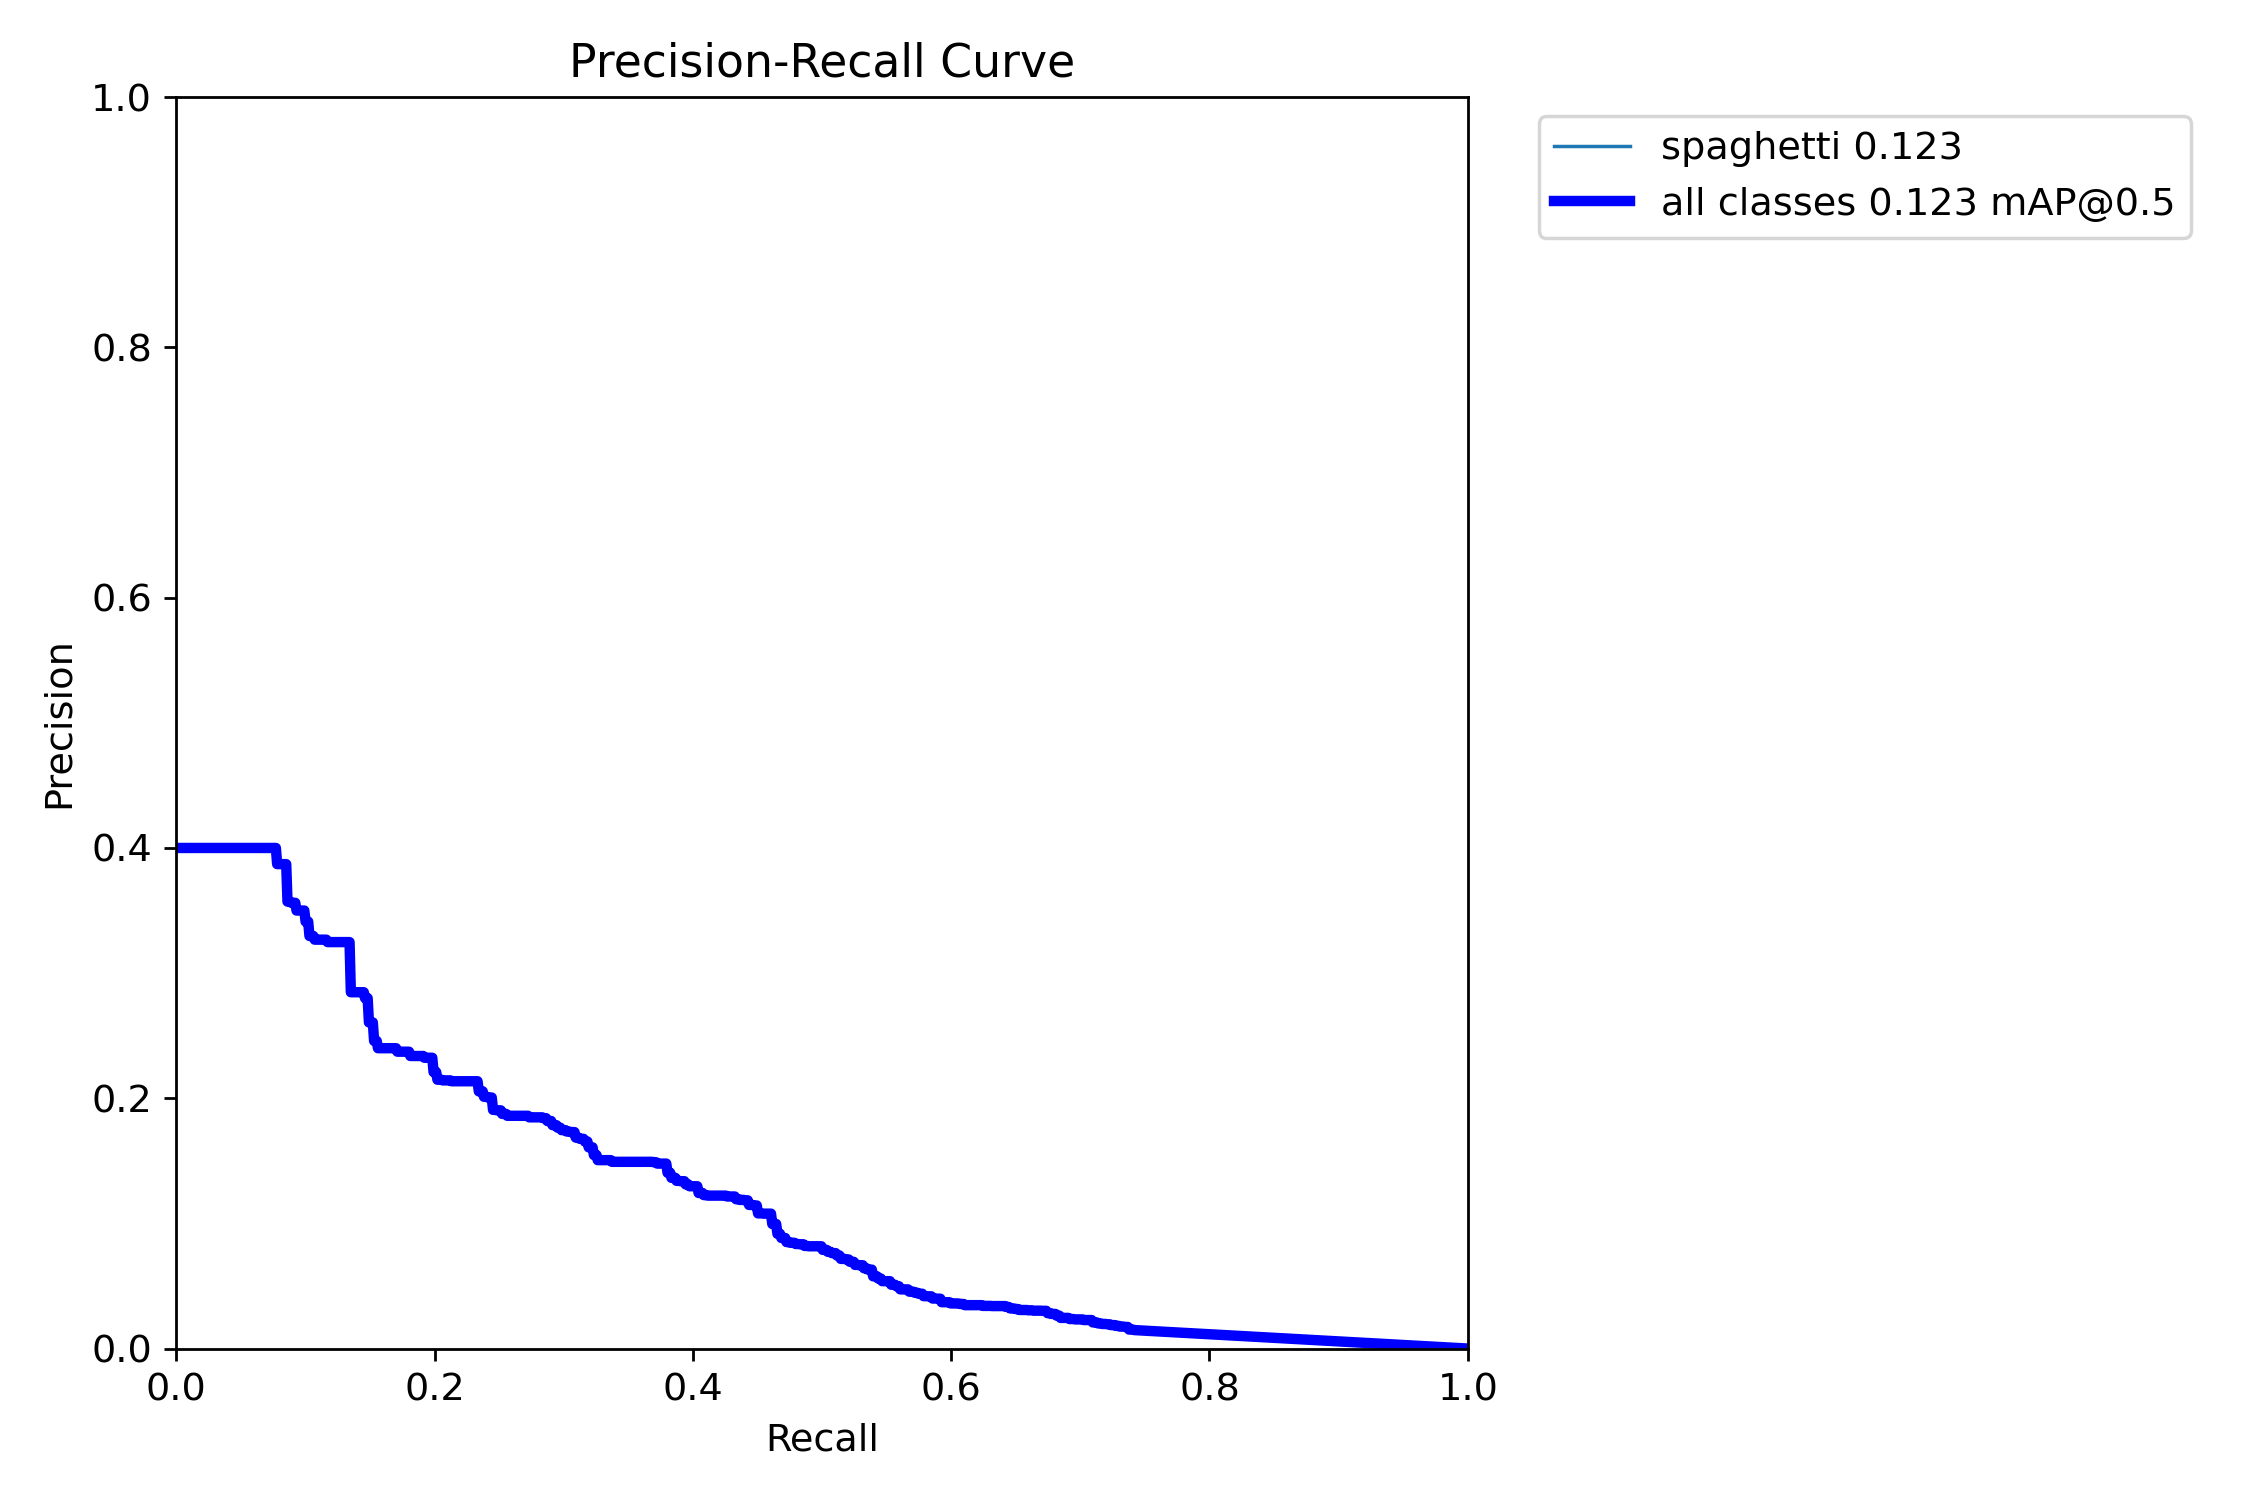 Precision-Recall Curve
spaghetti 0.123
all classes 0.123 mAP@0.5
1.0
0.8
0.6
0.4
0.2
0.0
Precision
0.0 0.2 0.4 0.6 0.8 1.0
Recall